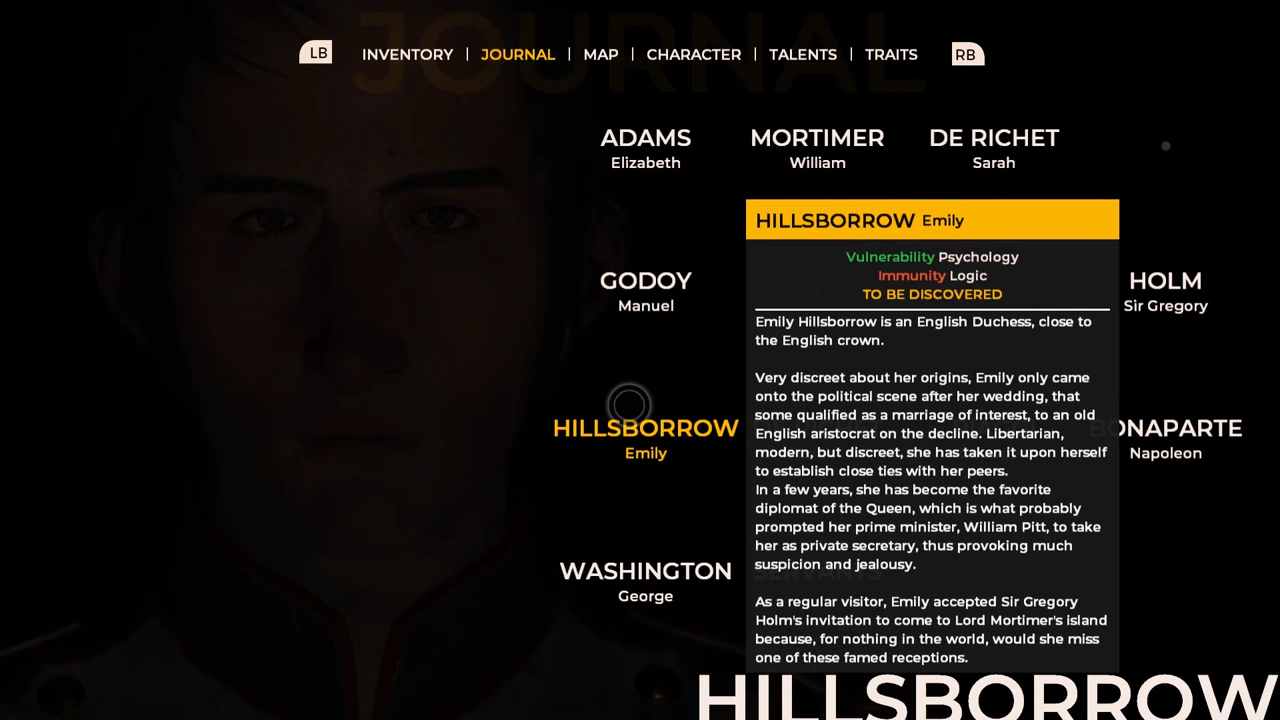 JOURNAL
LB INVENTORY | JOURNAL | MAP | CHARACTER | TALENTS | TRAITS RB
ADAMS MORTIMER DE RICHET
Elizabeth William Sarah
HILLSBORROW Emily
Vulnerability Psychology
Immunity Logic
TO BE DISCOVERED
Emily Hillsborrow is an English Duchess, close to
the English crown.
Very discreet about her origins, Emily only came
onto the political scene after her wedding, that
some qualified as a marriage of interest, to an old
English aristocrat on the decline. Libertarian,
modern, but discreet, she has taken it upon herself
to establish close ties with her peers.
In a few years, she has become the favorite
diplomat of the Queen, which is what probably
prompted her prime minister, William Pitt, to take
her as private secretary, thus provoking much
suspicion and jealousy.
As a regular visitor, Emily accepted Sir Gregory
Holm's invitation to come to Lord Mortimer's island
because, for nothing in the world, would she miss
one of these famed receptions.
GODOY
Manuel
HOLM
Sir Gregory
HILLSBORROW
Emily
BONAPARTE
Napoleon
WASHINGTON
George
SERVANTS
HILLSBORROW